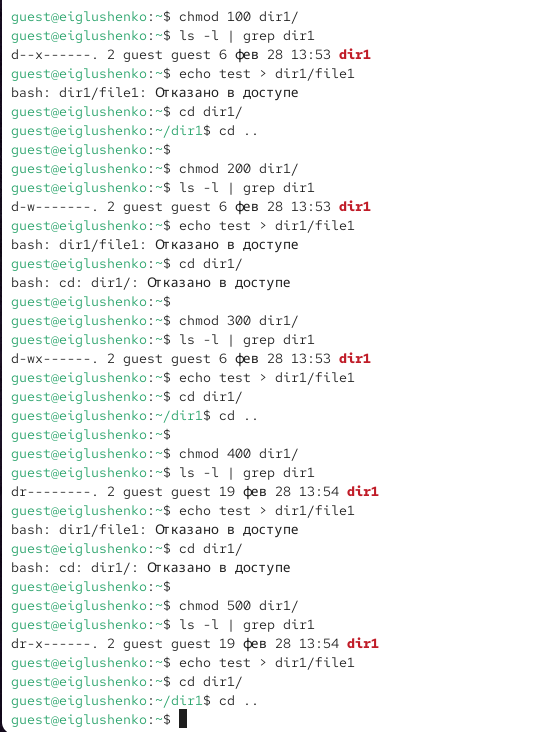 guest@eiglushenko:~$ chmod 100 dir1/
guest@eiglushenko:~$ ls -l | grep dir1
d--x------. 2 guest guest 6 фев 28 13:53 dir1
guest@eiglushenko:~$ echo test > dir1/file1
bash: dir1/file1: Отказано в доступе
guest@eiglushenko:~$ cd dir1/
guest@eiglushenko:~/dir1$ cd ..
guest@eiglushenko:~$
guest@eiglushenko:~$ chmod 200 dir1/
guest@eiglushenko:~$ ls -l | grep dir1
d-w-------. 2 guest guest 6 фев 28 13:53 dir1
guest@eiglushenko:~$ echo test > dir1/file1
bash: dir1/file1: Отказано в доступе
guest@eiglushenko:~$ cd dir1/
bash: cd: dir1/: Отказано в доступе
guest@eiglushenko:~$
guest@eiglushenko:~$ chmod 300 dir1/
guest@eiglushenko:~$ ls -l | grep dir1
d-wx------. 2 guest guest 6 фев 28 13:53 dir1
guest@eiglushenko:~$ echo test > dir1/file1
guest@eiglushenko:~$ cd dir1/
guest@eiglushenko:~/dir1$ cd ..
guest@eiglushenko:~$
guest@eiglushenko:~$ chmod 400 dir1/
guest@eiglushenko:~$ ls -l | grep dir1
dr--------. 2 guest guest 19 фев 28 13:54 dir1
guest@eiglushenko:~$ echo test > dir1/file1
bash: dir1/file1: Отказано в доступе
guest@eiglushenko:~$ cd dir1/
bash: cd: dir1/: Отказано в доступе
guest@eiglushenko:~$
guest@eiglushenko:~$ chmod 500 dir1/
guest@eiglushenko:~$ ls -l | grep dir1
dr-x------. 2 guest guest 19 фев 28 13:54 dir1
guest@eiglushenko:~$ echo test > dir1/file1
guest@eiglushenko:~$ cd dir1/
guest@eiglushenko:~/dir1$ cd ..
guest@eiglushenko:~$